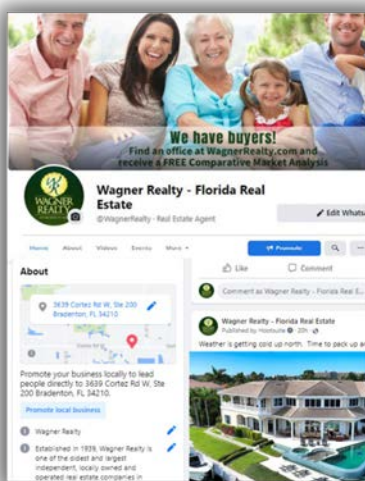 We have buyers!
Find an office at WagnerRealty.com and
receive a FREE Comparative Market Analysis
WAGNER
REALTY
Wagner Realty - Florida Real
Estate
@WagnerRealty · Real Estate Agent
Edit Whats
Home About Videos Events More
Promote
About
3639 Cortez Rd W, Ste 200
Bradenton, FL 34210
Promote your business locally to lead
people directly to 3639 Cortez Rd W, Ste
200 Bradenton, FL 34210.
Promote local business
Wagner Realty
Established in 1939, Wagner Realty is
one of the oldest and largest
independent, locally owned and
operated real estate companies in
Like Comment
Comment as Wagner Realty - Florida Real E...
Wagner Realty - Florida Real Estate
Published by Hootsuite · 20h
Weather is getting cold up north. Time to pack up a